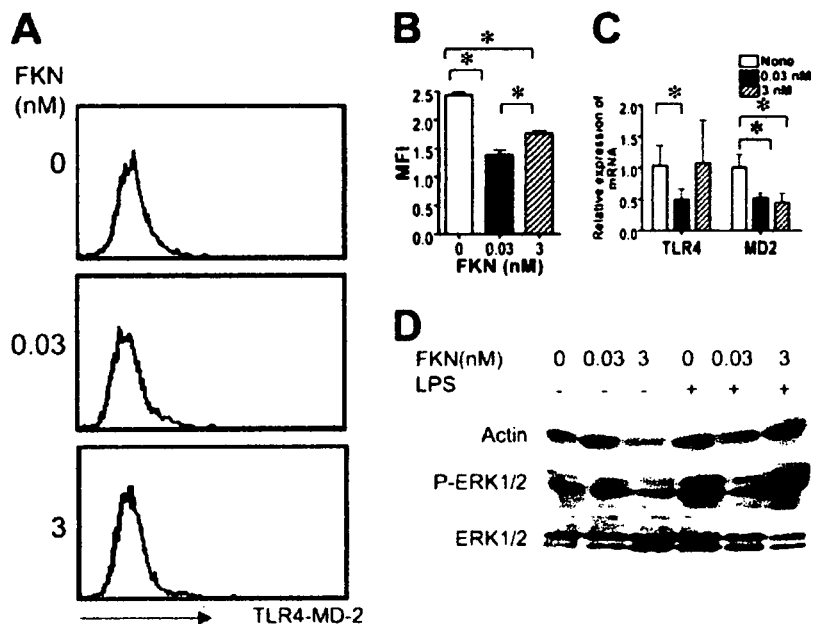 A
FKN
(nM)
0
0.03
3
TLR4-MD-2
B
*
*
*
MFI
2.5
2.0
1.5
1.0
0.5
0.0
0 0.03 3
FKN (nM)
C
None
0.03 nM
3 nM
*
*
*
Relative expression of
mRNA
2.0
1.5
1.0
0.5
0.0
TLR4 MD2
D
FKN(nM) 0 0.03 3 0 0.03 3
LPS - - - + + +
Actin
P-ERK1/2
ERK1/2